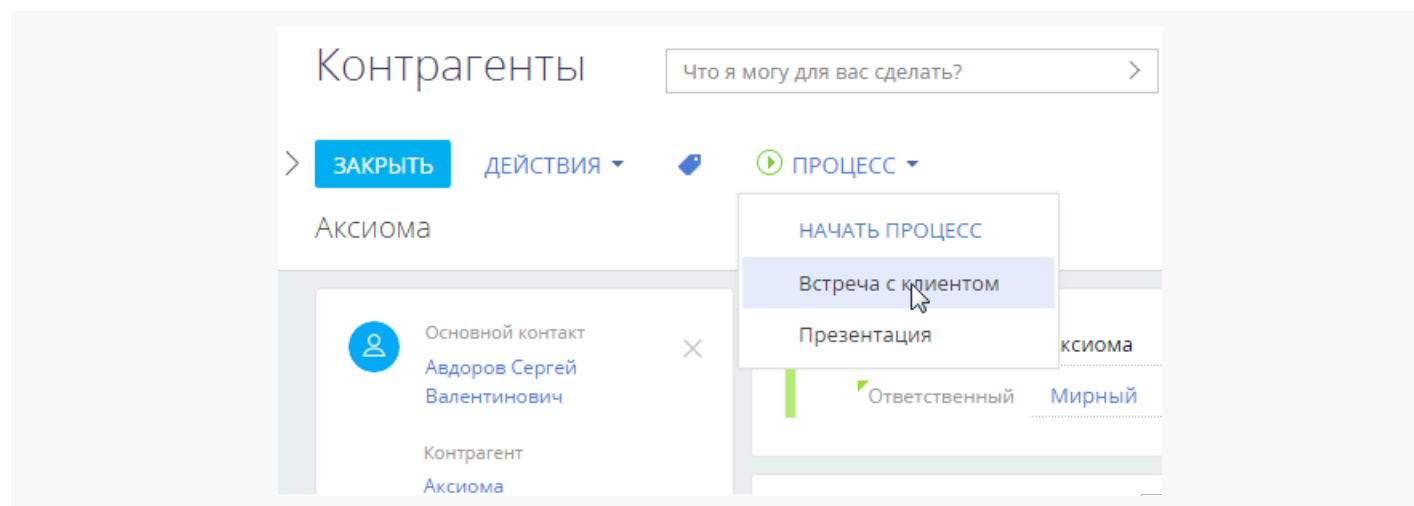 Контрагенты
Что я могу для вас сделать?
ЗАКРЫТЬ ДЕЙСТВИЯ ПРОЦЕСС
Аксиома
НАЧАТЬ ПРОЦЕСС
Встреча с клиентом
Презентация
Основной контакт
Авдоров Сергей
Валентинович
Контрагент
Аксиома
ксиома
Ответственный Мирный